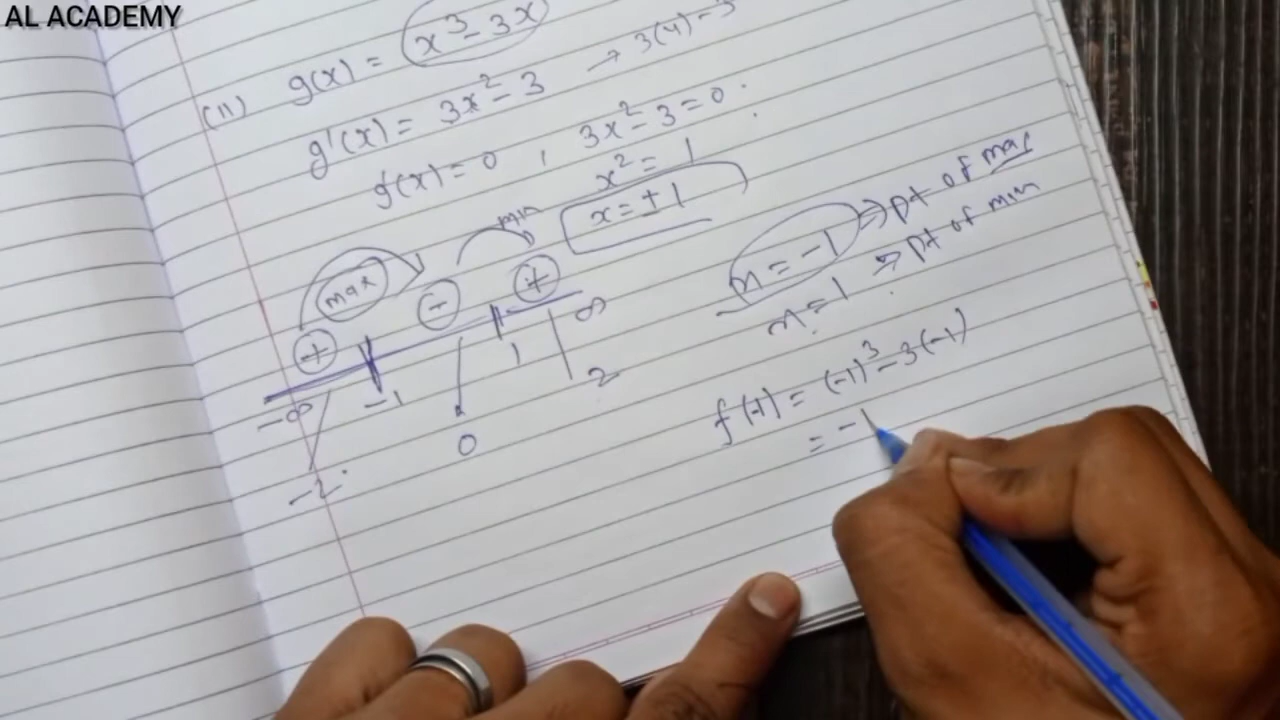 AL ACADEMY
(11) g(x) = x³ - 3x
g'(x) = 3x² - 3 → 3(4) - 3
g'(x) = 0 , 3x² - 3 = 0 .
x² = 1
x = ± 1
max min
+ - +
-∞ -1 1 ∞
-2 0 2
x = -1 ⇒ pt of max
x = 1 ⇒ pt of min
f(-1) = (-1)³ - 3(-1)
= -